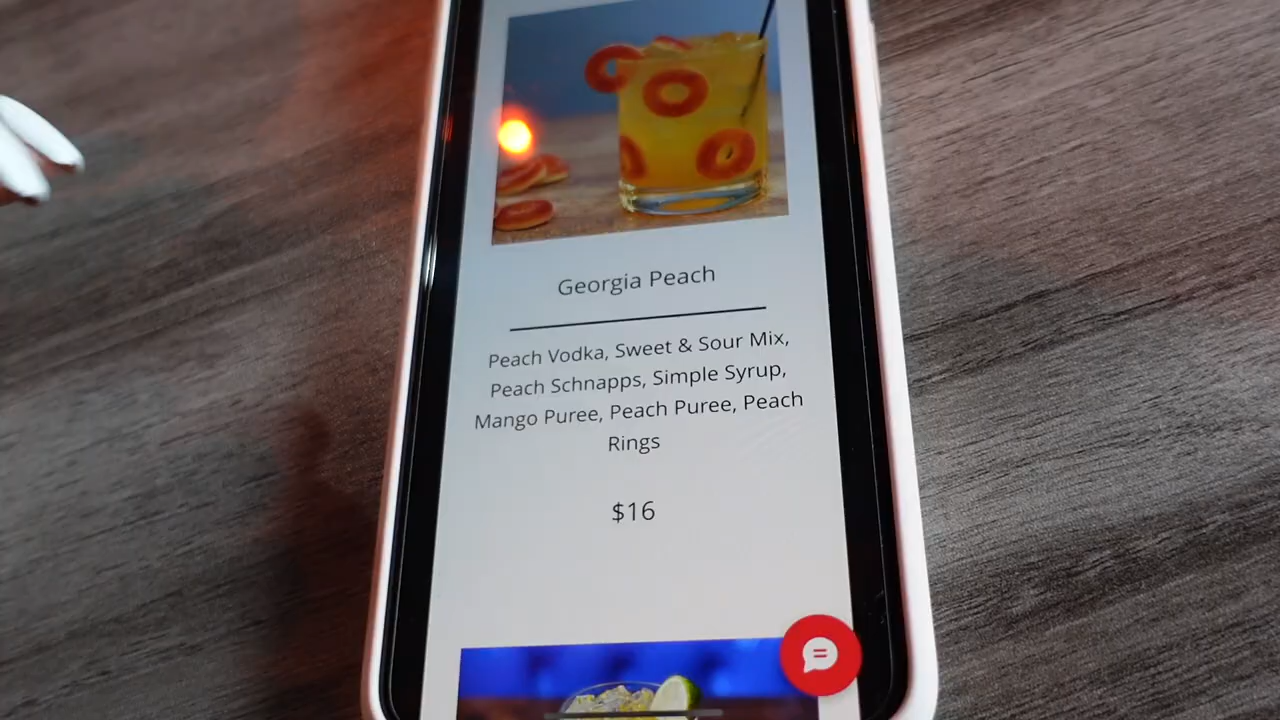 Georgia Peach
Peach Vodka, Sweet & Sour Mix,
Peach Schnapps, Simple Syrup,
Mango Puree, Peach Puree, Peach
Rings
$16